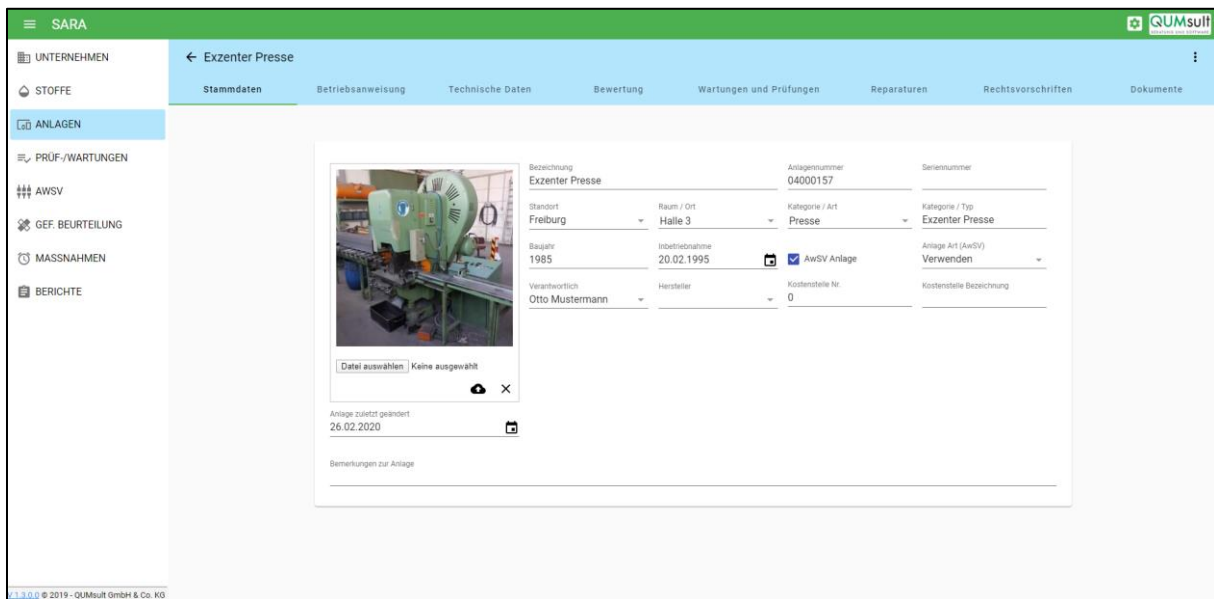 SARA
QUMsult
BERATUNG UND SOFTWARE
UNTERNEHMEN
STOFFE
ANLAGEN
PRÜF-/WARTUNGEN
AWSV
GEF. BEURTEILUNG
MASSNAHMEN
BERICHTE
V 1.3.0.0 © 2019 - QUMsult GmbH & Co. KG
Exzenter Presse
Stammdaten Betriebsanweisung Technische Daten Bewertung Wartungen und Prüfungen Reparaturen Rechtsvorschriften Dokumente
Bezeichnung Anlagennummer Seriennummer
Exzenter Presse 04000157
Standort Raum / Ort Kategorie / Art Kategorie / Typ
Freiburg Halle 3 Presse Exzenter Presse
Baujahr Inbetriebnahme AwSV Anlage Anlage Art (AwSV)
1985 20.02.1995 Verwenden
Verantwortlich Hersteller Kostenstelle Nr. Kostenstelle Bezeichnung
Otto Mustermann 0
Datei auswählen Keine ausgewählt
Anlage zuletzt geändert
26.02.2020
Bemerkungen zur Anlage